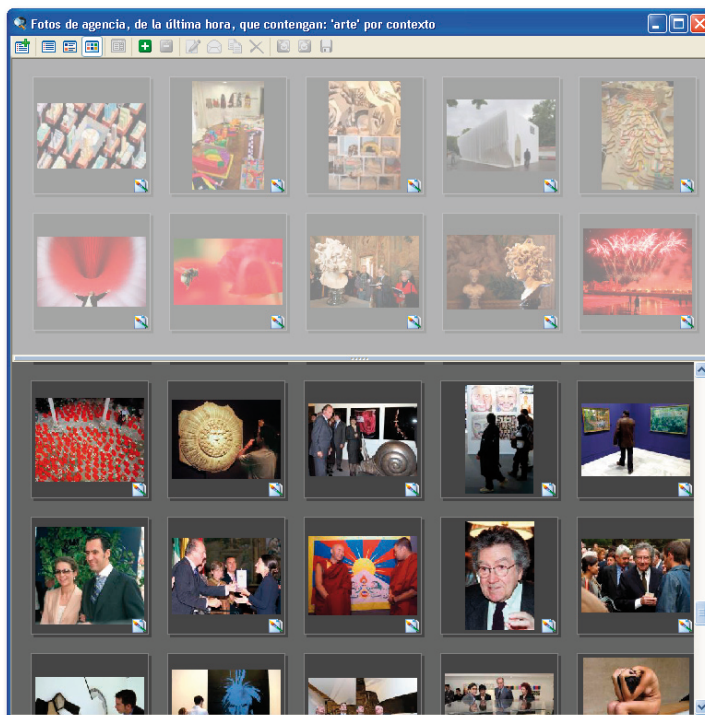 Fotos de agencia, de la última hora, que contengan: 'arte' por contexto